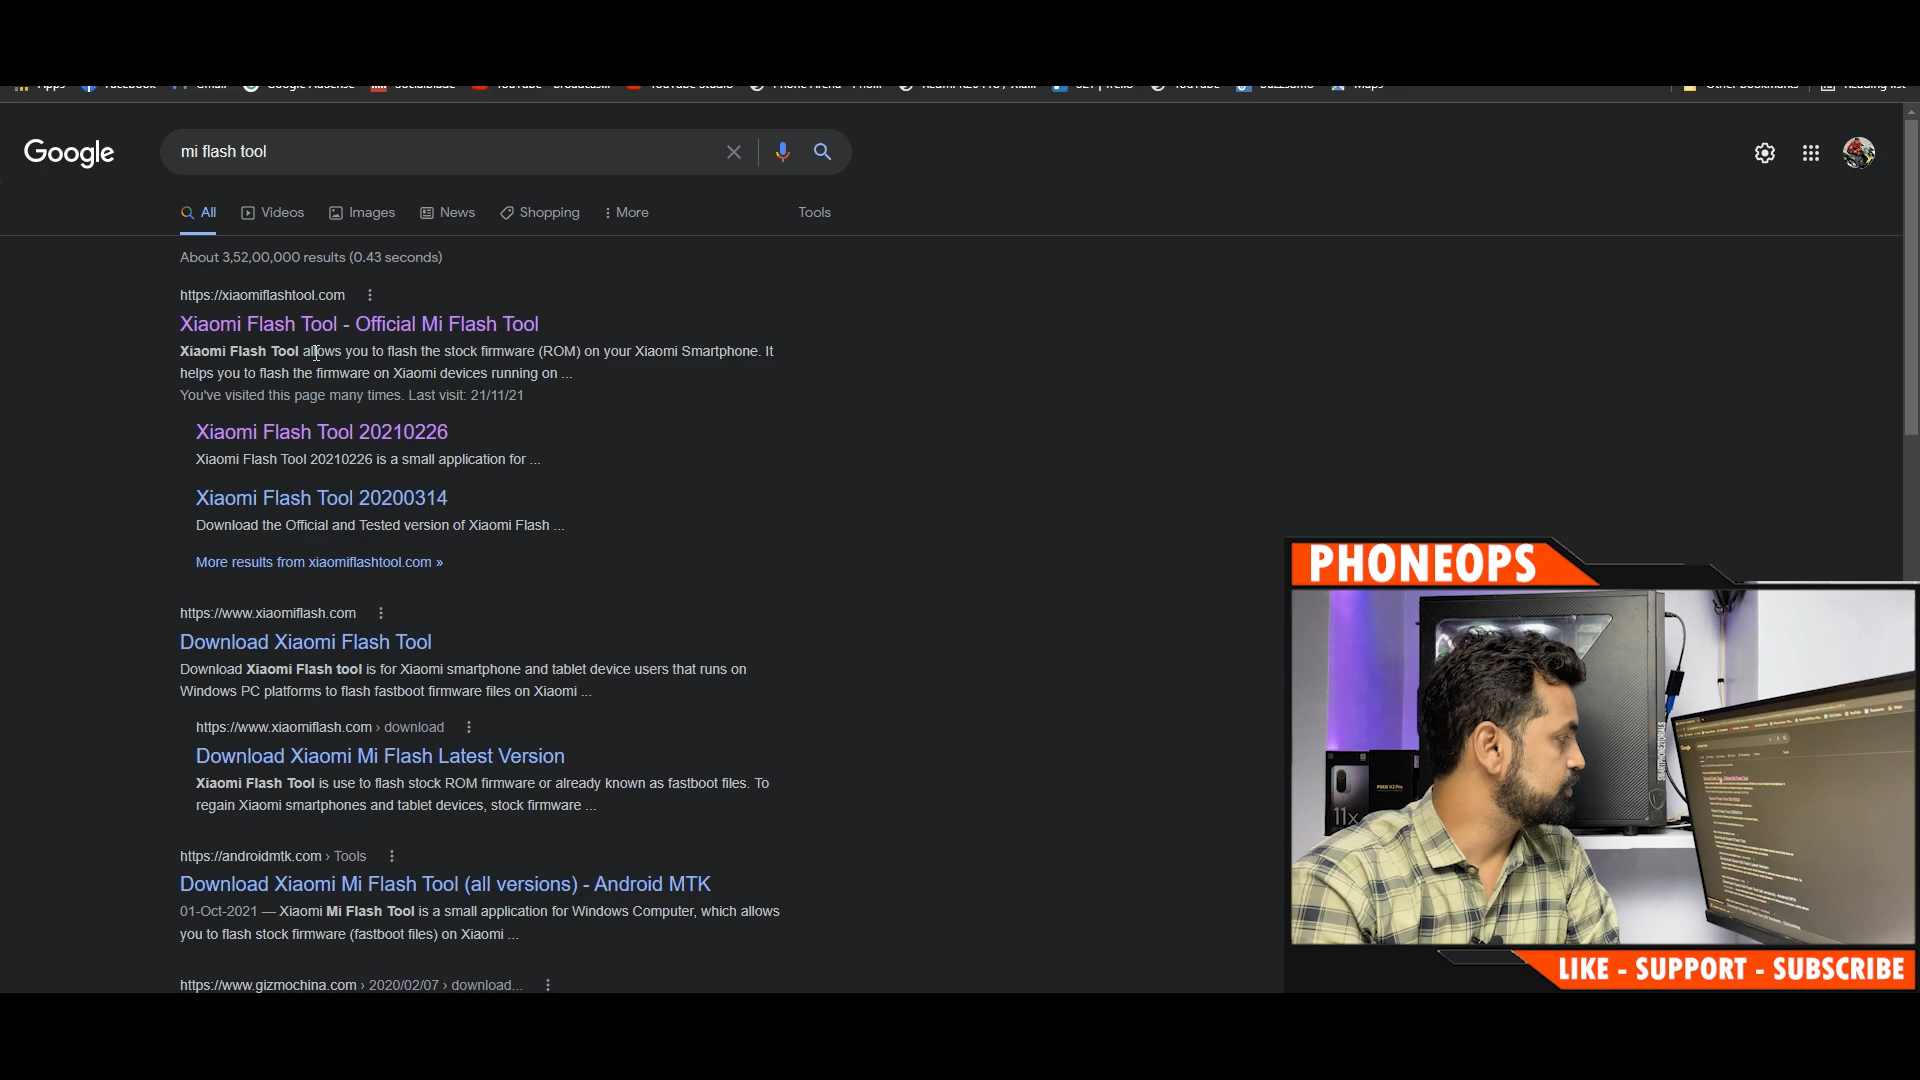 Google
mi flash tool
All
Videos
Images
News
Shopping
More
Tools
About 3,52,00,000 results (0.43 seconds)
https://xiaomiflashtool.com
Xiaomi Flash Tool - Official Mi Flash Tool
Xiaomi Flash Tool allows you to flash the stock firmware (ROM) on your Xiaomi Smartphone. It
helps you to flash the firmware on Xiaomi devices running on ...
You've visited this page many times. Last visit: 21/11/21
Xiaomi Flash Tool 20210226
Xiaomi Flash Tool 20210226 is a small application for ...
Xiaomi Flash Tool 20200314
Download the Official and Tested version of Xiaomi Flash ...
More results from xiaomiflashtool.com »
https://www.xiaomiflash.com
Download Xiaomi Flash Tool
Download Xiaomi Flash tool is for Xiaomi smartphone and tablet device users that runs on
Windows PC platforms to flash fastboot firmware files on Xiaomi ...
https://www.xiaomiflash.com › download
Download Xiaomi Mi Flash Latest Version
Xiaomi Flash Tool is use to flash stock ROM firmware or already known as fastboot files. To
regain Xiaomi smartphones and tablet devices, stock firmware ...
https://androidmtk.com › Tools
Download Xiaomi Mi Flash Tool (all versions) - Android MTK
01-Oct-2021 — Xiaomi Mi Flash Tool is a small application for Windows Computer, which allows
you to flash stock firmware (fastboot files) on Xiaomi ...
https://www.gizmochina.com › 2020/02/07 › download...
PHONEOPS
11x
POCO X3 Pro
LIKE - SUPPORT - SUBSCRIBE